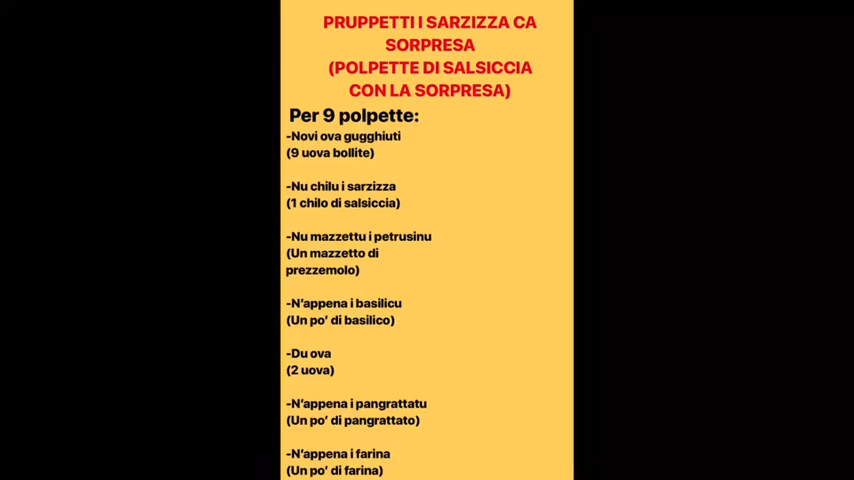 PRUPPETTI I SARZIZZA CA
SORPRESA
(POLPETTE DI SALSICCIA
CON LA SORPRESA)
Per 9 polpette:
-Novi ova gugghiuti
(9 uova bollite)
-Nu chilu i sarzizza
(1 chilo di salsiccia)
-Nu mazzettu i petrusinu
(Un mazzetto di
prezzemolo)
-N'appena i basilicu
(Un po' di basilico)
-Du ova
(2 uova)
-N'appena i pangrattatu
(Un po' di pangrattato)
-N'appena i farina
(Un po' di farina)